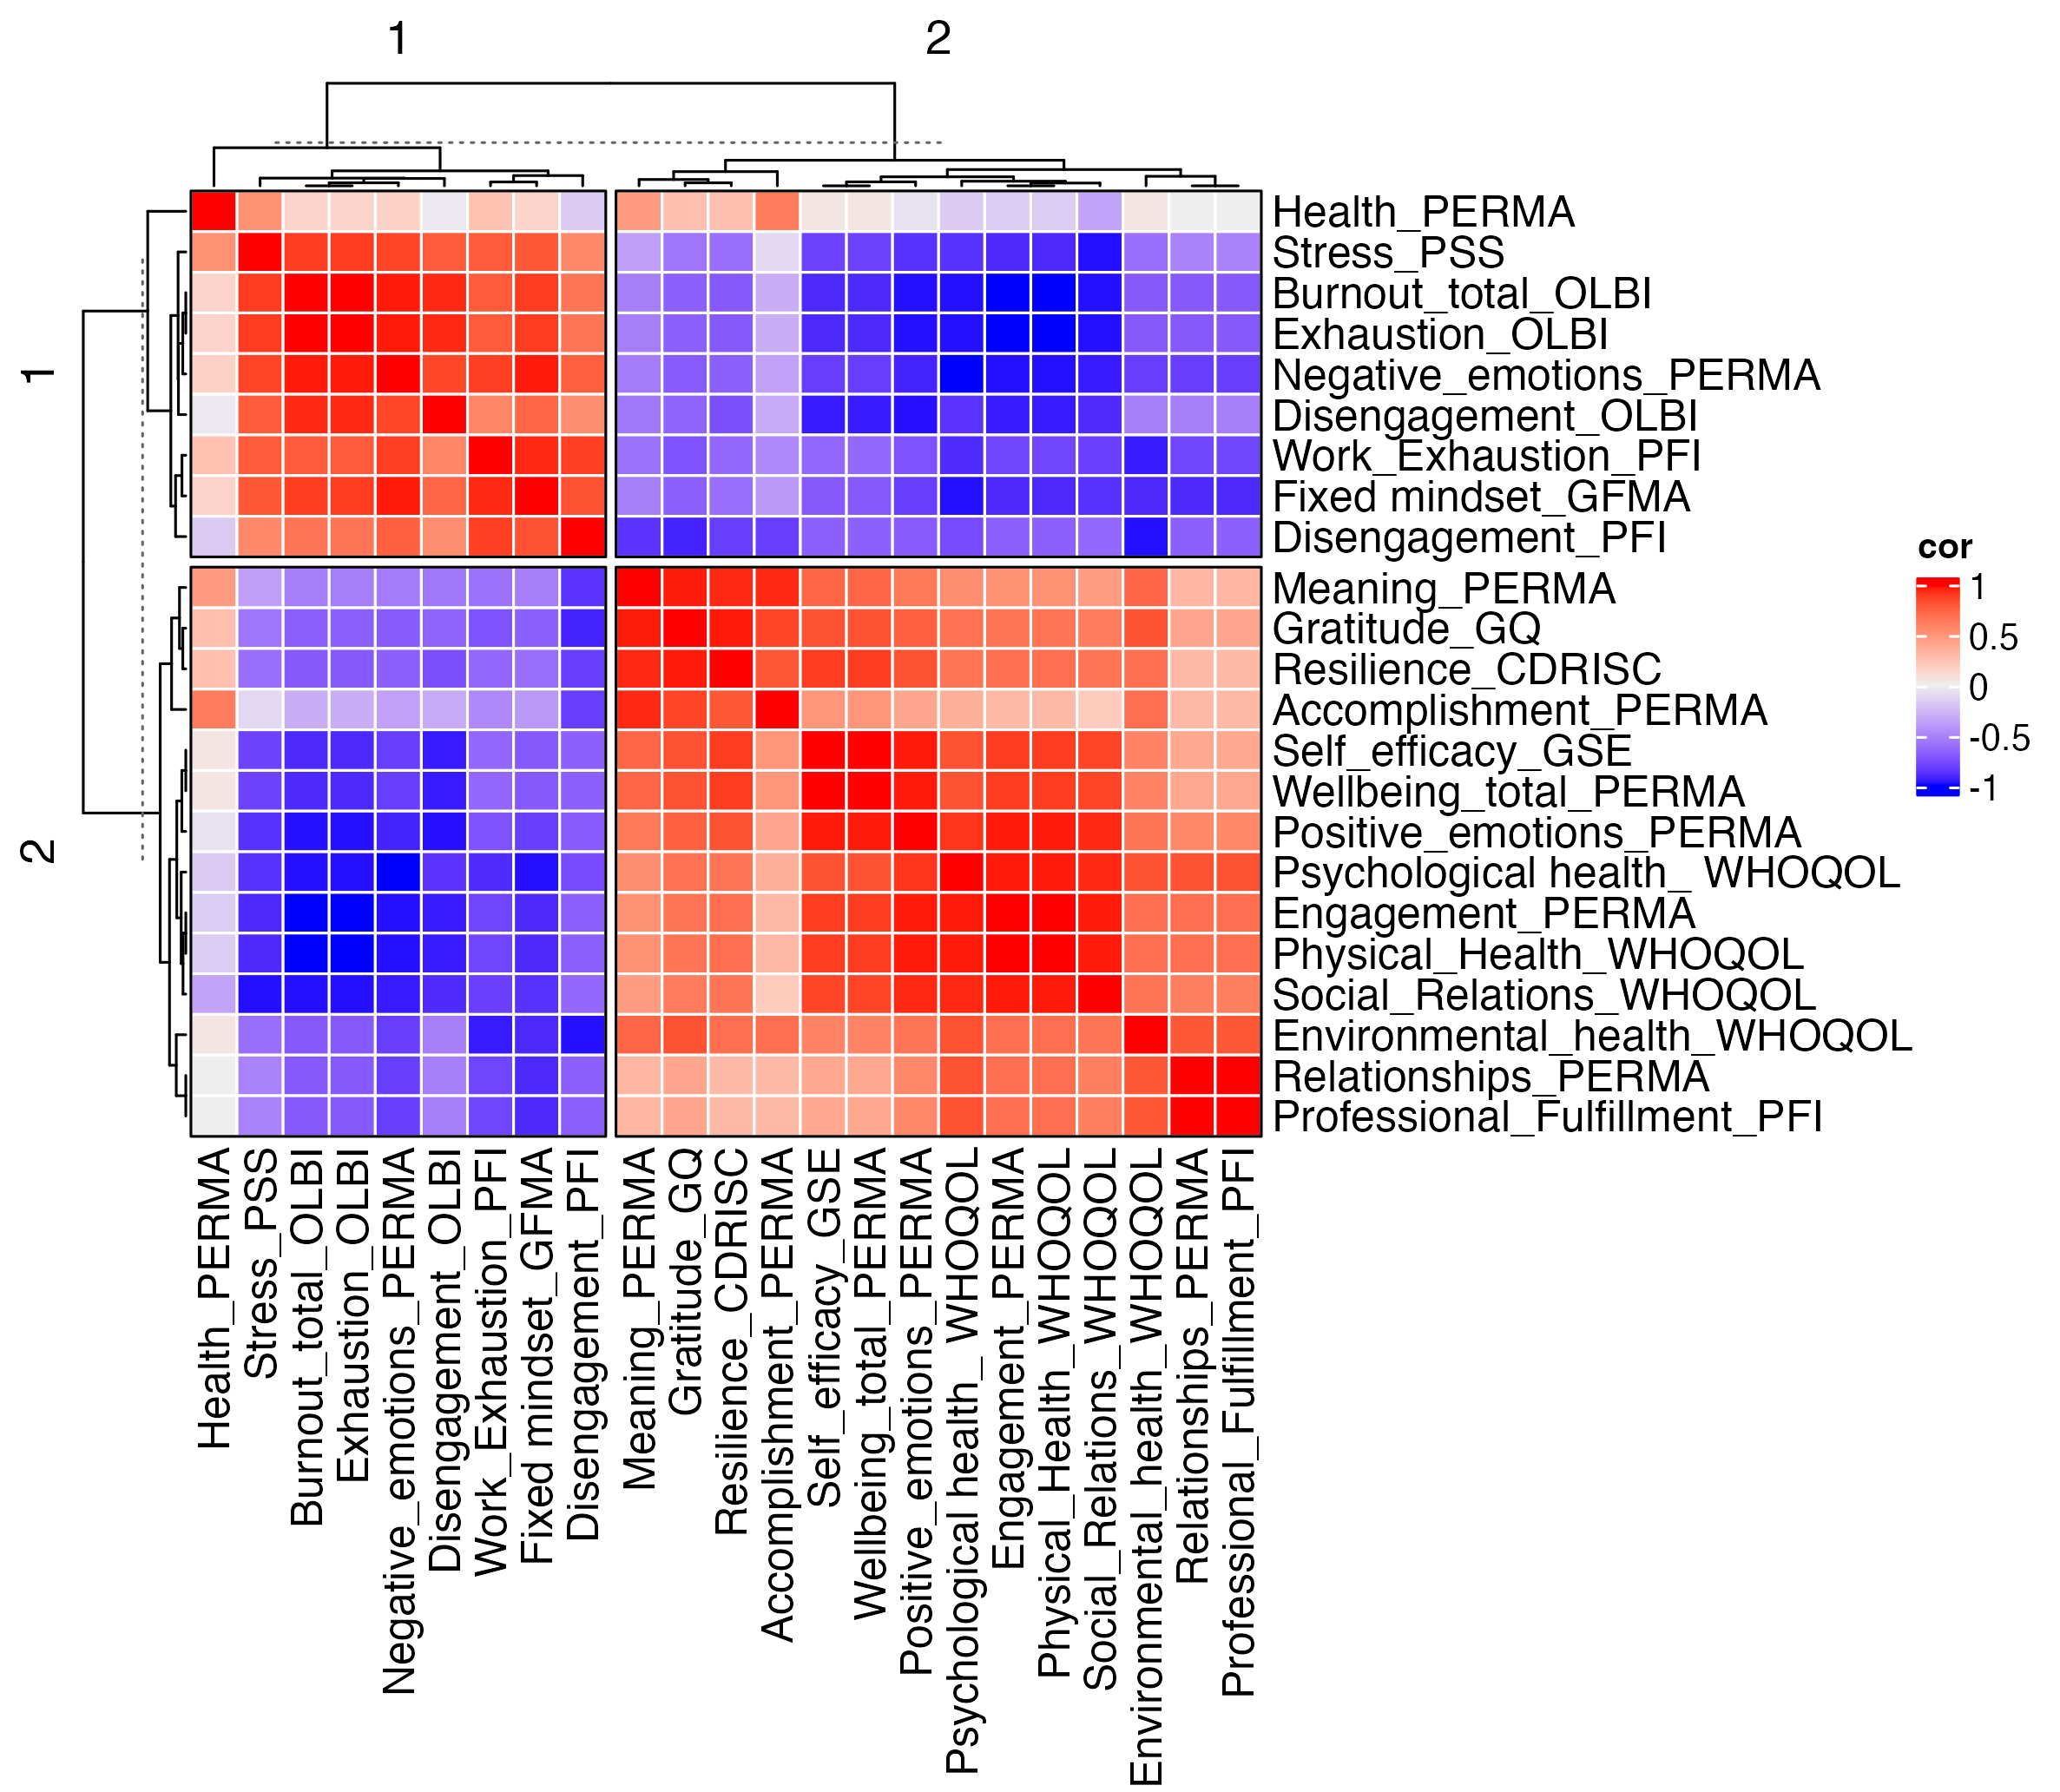 1
2
1
2
Health_PERMA
Stress_PSS
Burnout_total_OLBI
Exhaustion_OLBI
Negative_emotions_PERMA
Disengagement_OLBI
Work_Exhaustion_PFI
Fixed mindset_GFMA
Disengagement_PFI
Meaning_PERMA
Gratitude_GQ
Resilience_CDRISC
Accomplishment_PERMA
Self_efficacy_GSE
Wellbeing_total_PERMA
Positive_emotions_PERMA
Psychological health_ WHOQOL
Engagement_PERMA
Physical_Health_WHOQOL
Social_Relations_WHOQOL
Environmental_health_WHOQOL
Relationships_PERMA
Professional_Fulfillment_PFI
cor
1
0.5
0
-0.5
-1
Health_PERMA
Stress_PSS
Burnout_total_OLBI
Exhaustion_OLBI
Negative_emotions_PERMA
Disengagement_OLBI
Work_Exhaustion_PFI
Fixed mindset_GFMA
Disengagement_PFI
Meaning_PERMA
Gratitude_GQ
Resilience_CDRISC
Accomplishment_PERMA
Self_efficacy_GSE
Wellbeing_total_PERMA
Positive_emotions_PERMA
Psychological health_ WHOQOL
Engagement_PERMA
Physical_Health_WHOQOL
Social_Relations_WHOQOL
Environmental_health_WHOQOL
Relationships_PERMA
Professional_Fulfillment_PFI